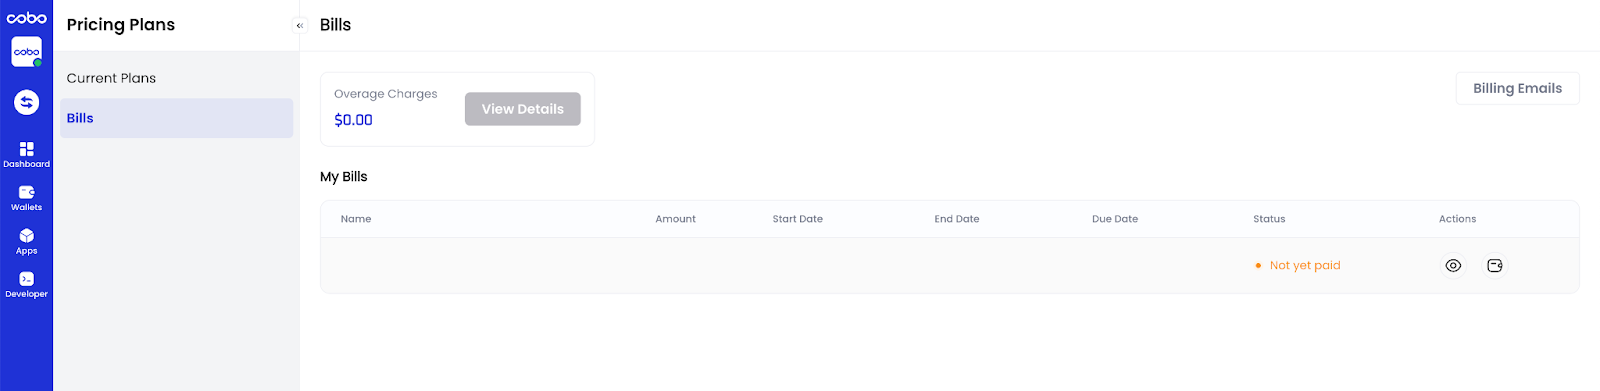 cobo
cobo
Dashboard
Wallets
Apps
Developer
Pricing Plans
Current Plans
Bills
«
Bills
Overage Charges
$0.00
View Details
Billing Emails
My Bills
Name Amount Start Date End Date Due Date Status Actions
Not yet paid